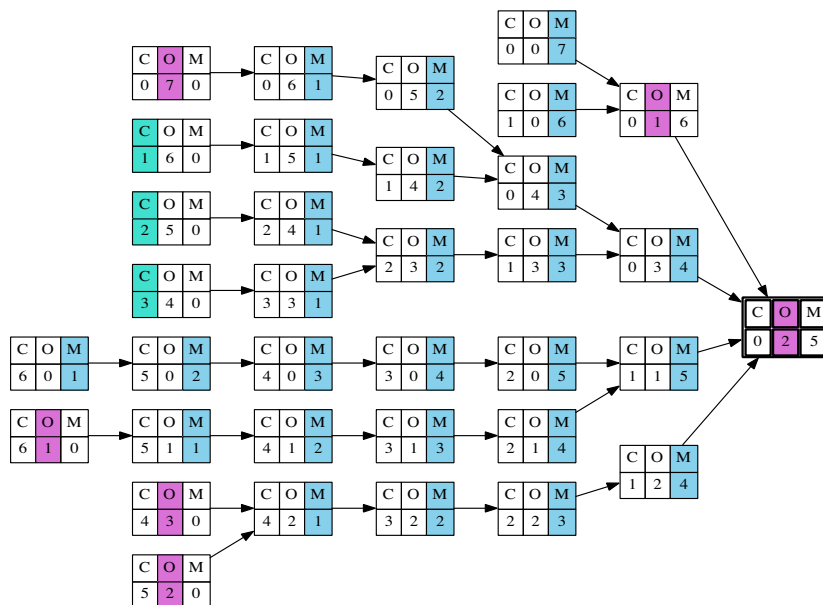 C O M
0 0 7
C O M
0 7 0
C O M
0 6 1
C O M
0 5 2
C O M
1 0 6
C O M
0 1 6
C O M
1 6 0
C O M
1 5 1
C O M
1 4 2
C O M
0 4 3
C O M
2 5 0
C O M
2 4 1
C O M
2 3 2
C O M
1 3 3
C O M
0 3 4
C O M
3 4 0
C O M
3 3 1
C O M
0 2 5
C O M
6 0 1
C O M
5 0 2
C O M
4 0 3
C O M
3 0 4
C O M
2 0 5
C O M
1 1 5
C O M
6 1 0
C O M
5 1 1
C O M
4 1 2
C O M
3 1 3
C O M
2 1 4
C O M
1 2 4
C O M
4 3 0
C O M
4 2 1
C O M
3 2 2
C O M
2 2 3
C O M
5 2 0